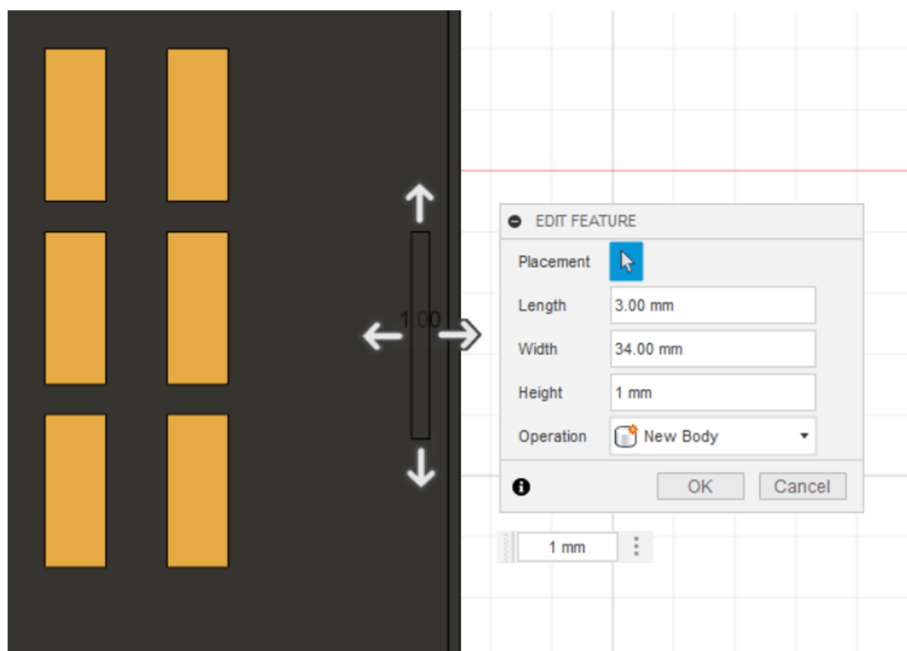 1.00
EDIT FEATURE
Placement
Length 3.00 mm
Width 34.00 mm
Height 1 mm
Operation New Body
OK Cancel
1 mm